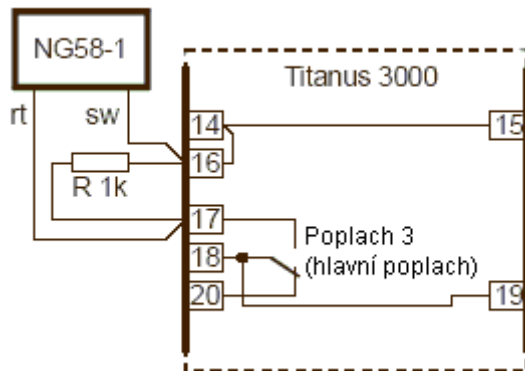 NG58-1
Titanus 3000
rt
sw
14
15
16
R 1k
17
Poplach 3
18
(hlavní poplach)
20
19